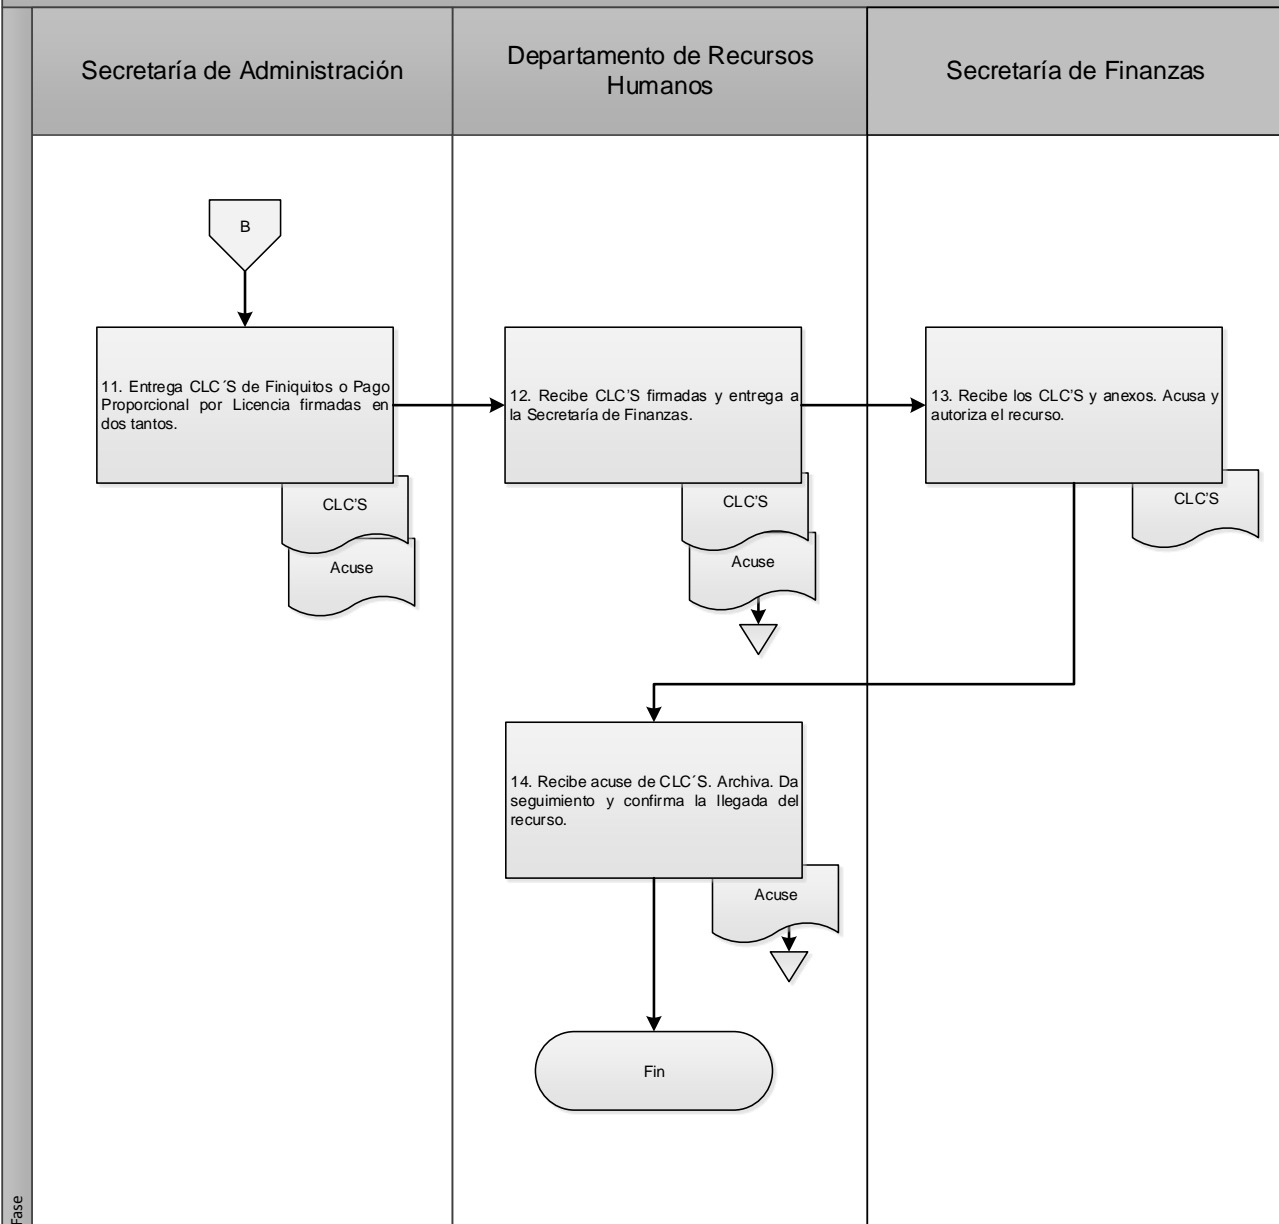 Secretaría de Administración
Departamento de Recursos
Humanos
Secretaría de Finanzas
B
11. Entrega CLC´S de Finiquitos o Pago
Proporcional por Licencia firmadas en
dos tantos.
CLC’S
Acuse
12. Recibe CLC’S firmadas y entrega a
la Secretaría de Finanzas.
CLC’S
Acuse
13. Recibe los CLC’S y anexos. Acusa y
autoriza el recurso.
CLC’S
14. Recibe acuse de CLC´S. Archiva. Da
seguimiento y confirma la llegada del
recurso.
Acuse
Fin
Fase